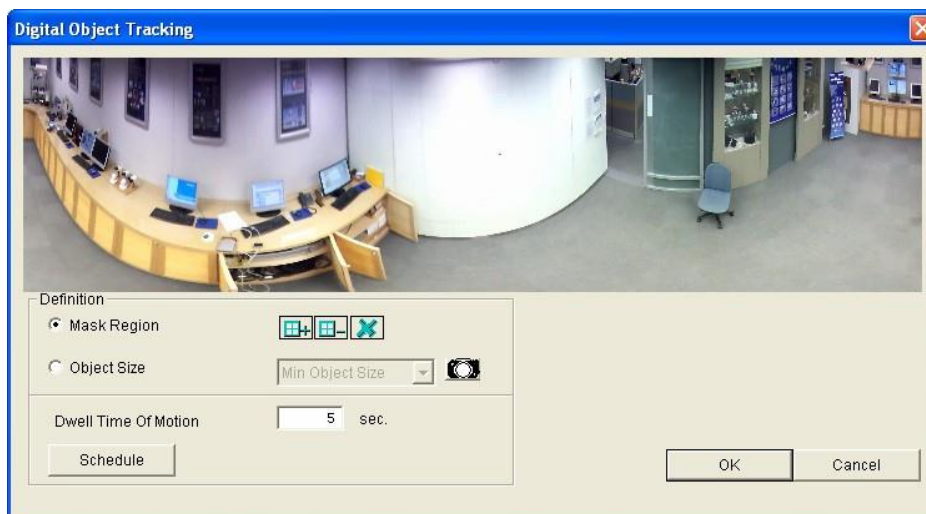 Digital Object Tracking
Definition
Mask Region
Object Size
Min Object Size
Dwell Time Of Motion
5
sec.
Schedule
OK
Cancel